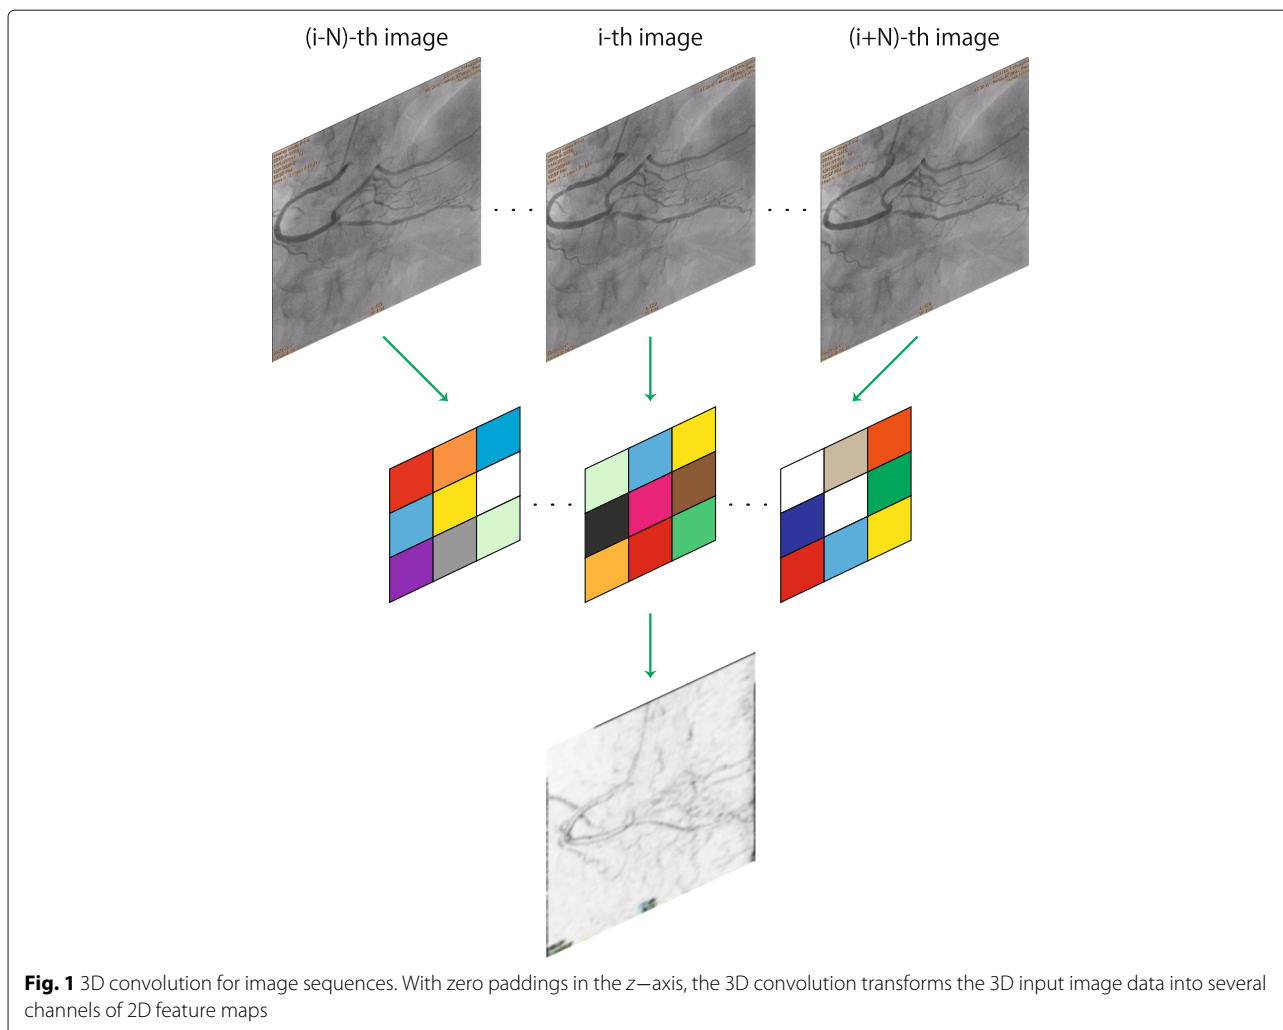 (i-N)-th image i-th image (i+N)-th image
. . . . . .
. . . . . .
Fig. 1 3D convolution for image sequences. With zero paddings in the z−axis, the 3D convolution transforms the 3D input image data into several
channels of 2D feature maps